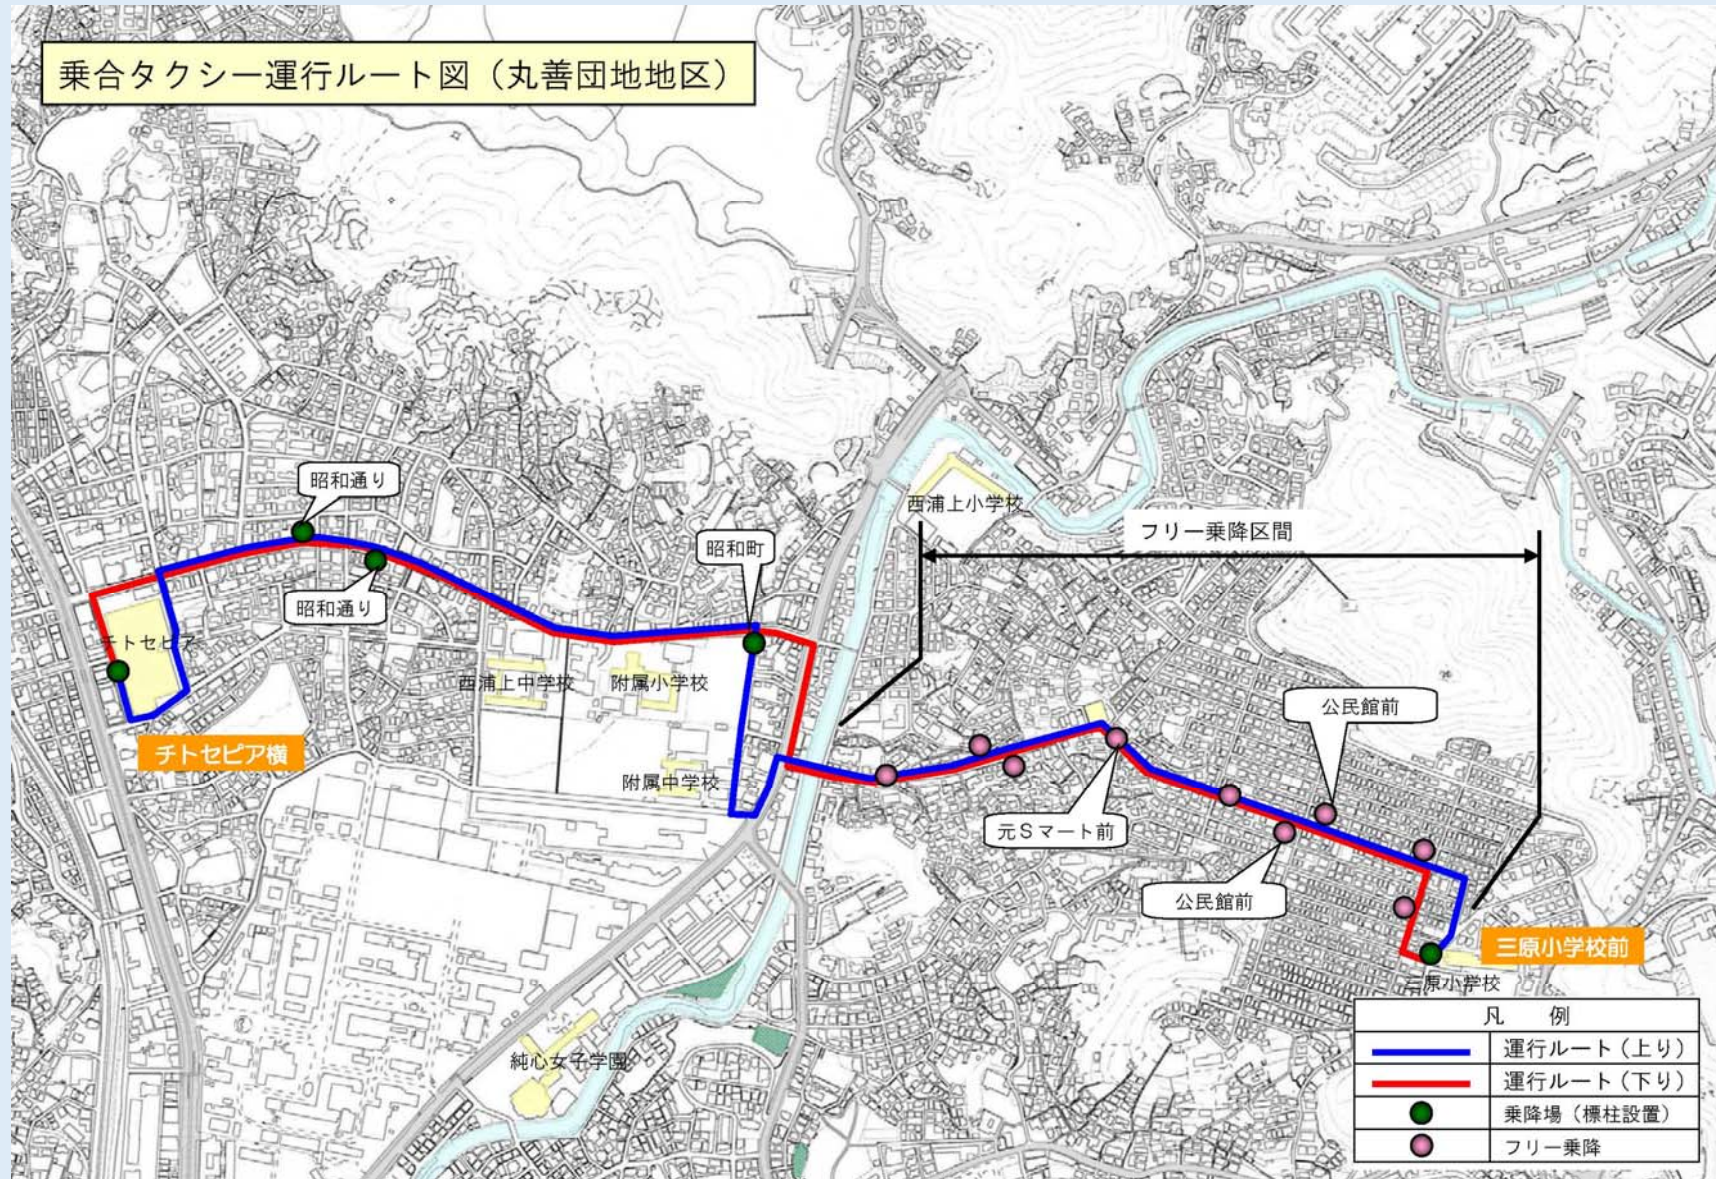 乗合タクシー運行ルート図（丸善団地地区）
昭和通り
昭和通り
昭和町
西浦上小学校
フリー乗降区間
チトセピア
西浦上中学校
附属小学校
公民館前
チトセピア横
附属中学校
元Sマート前
公民館前
三原小学校前
三原小学校
純心女子学園
凡 例
運行ルート（上り）
運行ルート（下り）
乗降場（標柱設置）
フリー乗降